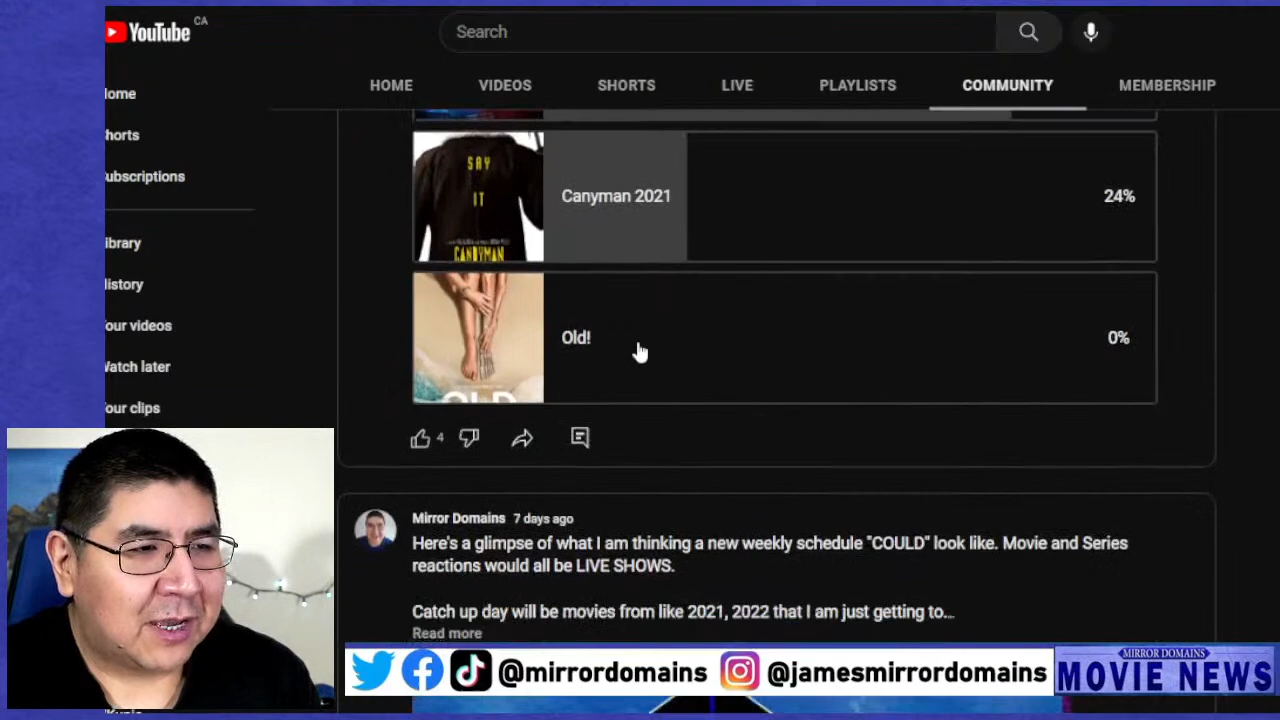 YouTube CA
Search
HOME VIDEOS SHORTS LIVE PLAYLISTS COMMUNITY MEMBERSHIP
ome
horts
ubscriptions
ibrary
istory
our videos
atch later
our clips
SAY
IT
CANDYMAN
Canyman 2021
24%
OLD
Old!
0%
4
Mirror Domains 7 days ago
Here's a glimpse of what I am thinking a new weekly schedule "COULD" look like. Movie and Series
reactions would all be LIVE SHOWS.
Catch up day will be movies from like 2021, 2022 that I am just getting to...
Read more
@mirrordomains @jamesmirrordomains
MIRROR DOMAINS
MOVIE NEWS